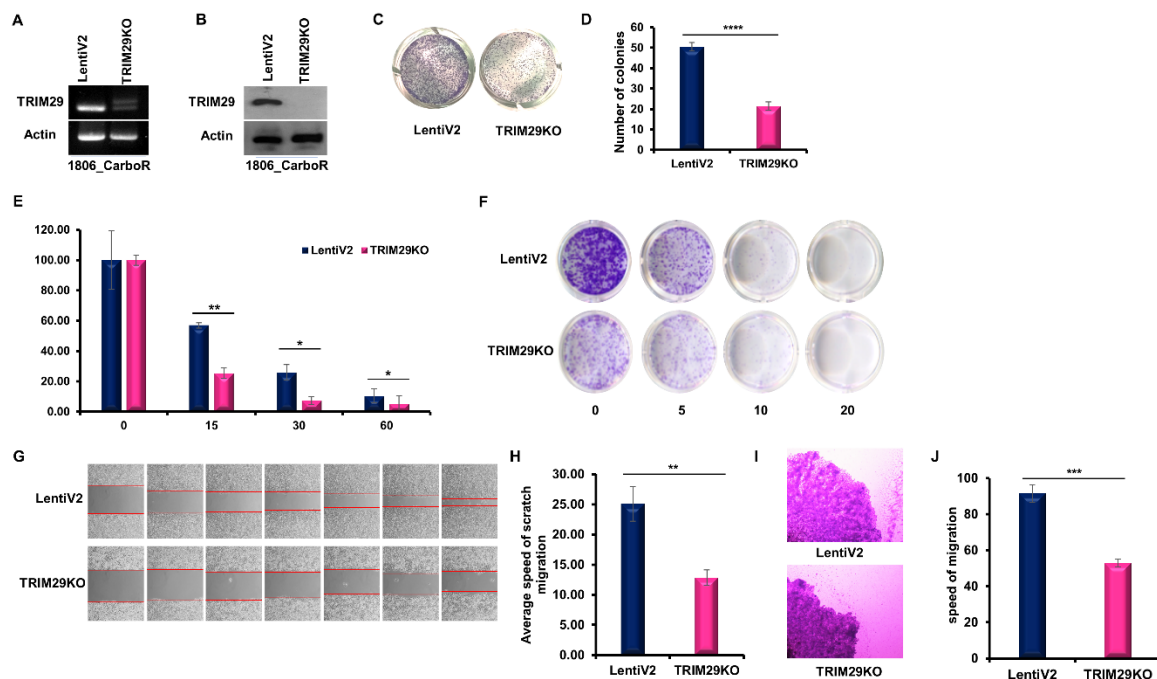 A
LentiV2
TRIM29KO
TRIM29
Actin
1806_CarboR
B
LentiV2
TRIM29KO
TRIM29
Actin
1806_CarboR
C
LentiV2
TRIM29KO
D
Number of colonies
60
50
40
30
20
10
0
****
LentiV2
TRIM29KO
E
120.00
100.00
80.00
60.00
40.00
20.00
0.00
LentiV2
TRIM29KO
**
*
*
0
15
30
60
F
LentiV2
TRIM29KO
0
5
10
20
G
LentiV2
TRIM29KO
H
Average speed of scratch
migration
30.00
25.00
20.00
15.00
10.00
5.00
0.00
**
LentiV2
TRIM29KO
I
LentiV2
TRIM29KO
J
speed of migration
100
80
60
40
20
0
***
LentiV2
TRIM29KO